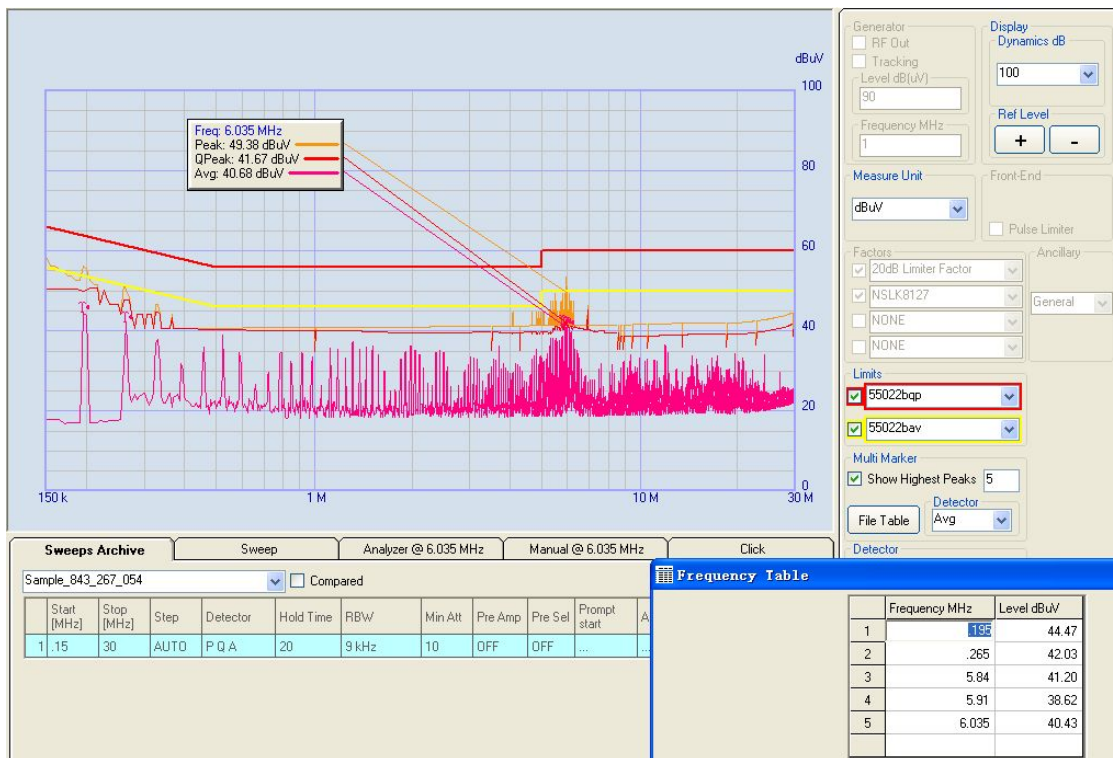 dBuV
100
80
60
40
20
0
150 k
1 M
10 M
30 M
Freq: 6.035 MHz
Peak: 49.38 dBuV
QPeak: 41.67 dBuV
Avg: 40.68 dBuV
Generator
RF Out
Tracking
Level dB(uV)
90
Frequency MHz
1
Display
Dynamics dB
100
Ref Level
+ -
Measure Unit
dBuV
Front-End
Pulse Limiter
Factors
20dB Limiter Factor
NSLK8127
NONE
NONE
Ancillary
General
Limits
55022bqp
55022bav
Multi Marker
Show Highest Peaks 5
File Table
Detector
Avg
Detector
Sweeps Archive Sweep Analyzer @ 6.035 MHz Manual @ 6.035 MHz Click
Sample_843_267_054 Compared
Start [MHz] Stop [MHz] Step Detector Hold Time RBW Min Att Pre Amp Pre Sel Prompt start A
1 .15 30 AUTO P Q A 20 9 kHz 10 OFF OFF ... ...
Frequency Table
Frequency MHz Level dBuV
1 .195 44.47
2 .265 42.03
3 5.84 41.20
4 5.91 38.62
5 6.035 40.43